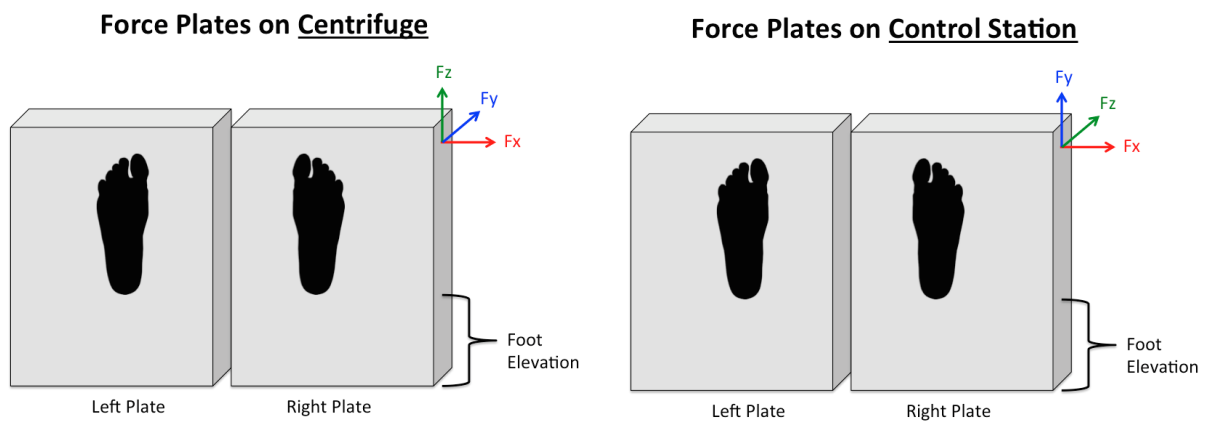 Force Plates on Centrifuge
Fz
Fy
Fx
Foot
Elevation
Left Plate
Right Plate
Force Plates on Control Station
Fy
Fz
Fx
Foot
Elevation
Left Plate
Right Plate